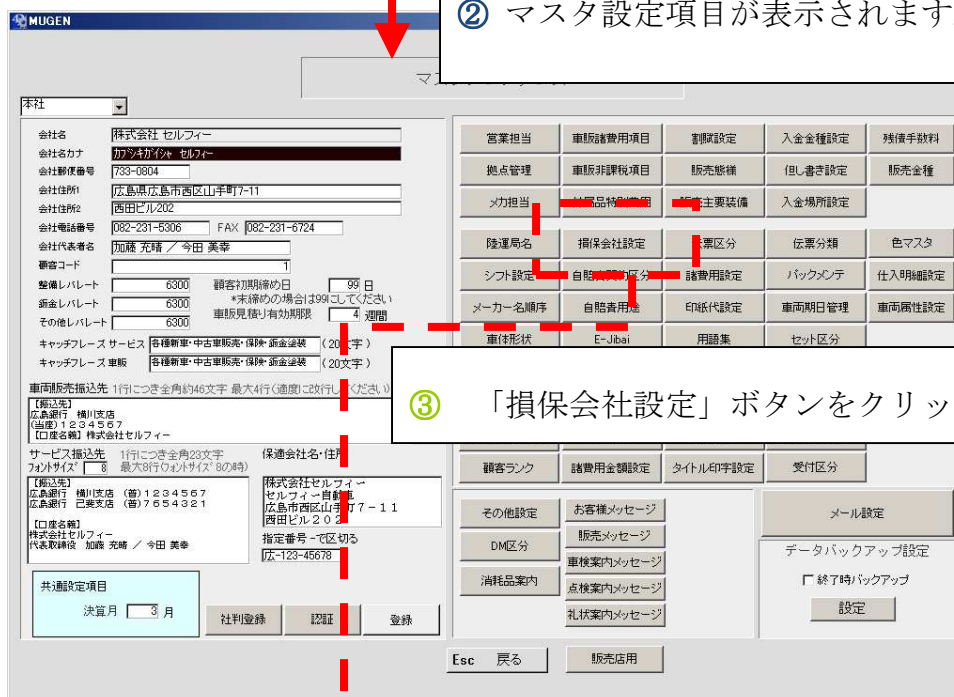 MUGEN
② マスタ設定項目が表示されます
本社
会社名 株式会社 セルフィー
会社名カナ カブシキガイシャ セルフィー
会社郵便番号 733-0804
会社住所1 広島県広島市西区山手町7-11
会社住所2 西田ビル202
会社電話番号 082-231-5306 FAX 082-231-6724
会社代表者名 加藤 充晴 ／ 今田 美幸
顧客コード 1
整備レバレート 6300 顧客初期締め日 99 日
鈑金レバレート 6300 *末締めの場合は99にしてください
その他レバレート 6300 車販見積り有効期限 4 週間
キャッチフレーズ サービス 各種新車･中古車販売･保険･鈑金塗装 (20文字)
キャッチフレーズ 車販 各種新車･中古車販売･保険･鈑金塗装 (20文字)
車両販売振込先 1行につき全角約46文字 最大4行(適度に改行してください)
【振込先】
広島銀行 横川支店
(当座)１２３４５６７
【口座名義】株式会社セルフィー
サービス振込先 1行につき全角23文字
フォントサイズ 8 最大8行(フォントサイズ8の時)
【振込先】
広島銀行 横川支店 (普)１２３４５６７
広島銀行 己斐支店 (普)７６５４３２１
【口座名義】
株式会社セルフィー
代表取締役 加藤 充晴 ／ 今田 美幸
保適会社名･住所
株式会社セルフィー
セルフィー自動車
広島市西区山手町７－１１
西田ビル２０２
指定番号 -で区切る
広-123-45678
共通設定項目
決算月 3 月
社判登録 認証 登録
営業担当 車販諸費用項目 割賦設定 入金金種設定 残債手数料
拠点管理 車販非課税項目 販売態様 但し書き設定 販売金種
メカ担当 付属品特別費用 販売主要装備 入金場所設定
陸運局名 損保会社設定 伝票区分 伝票分類 色マスタ
シフト設定 自賠責契約区分 諸費用設定 バックメンテ 仕入明細設定
メーカー名順序 自賠責用途 印紙代設定 車両期日管理 車両属性設定
車体形状 E-Jibai 用語集 セット区分
③ 「損保会社設定」ボタンをクリッ
顧客ランク 諸費用金額設定 タイトル印字設定 受付区分
その他設定 お客様メッセージ
販売メッセージ
DM区分
車検案内メッセージ
消耗品案内
点検案内メッセージ
礼状案内メッセージ
メール設定
データバックアップ設定
終了時バックアップ
設定
Esc 戻る 販売店用